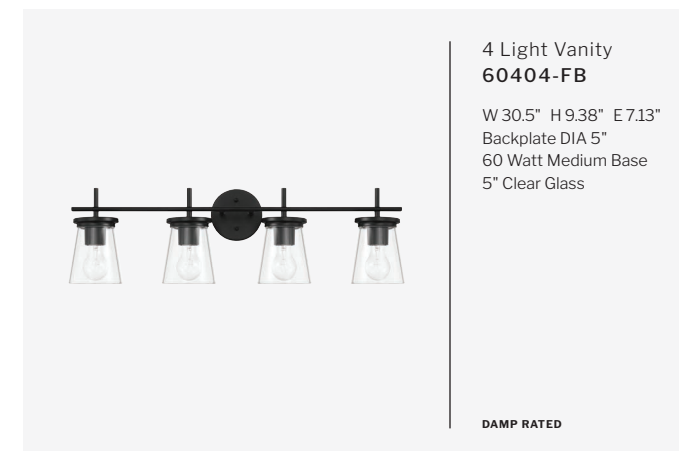 4 Light Vanity
60404-FB
W 30.5" H 9.38" E 7.13"
Backplate DIA 5"
60 Watt Medium Base
5" Clear Glass
DAMP RATED